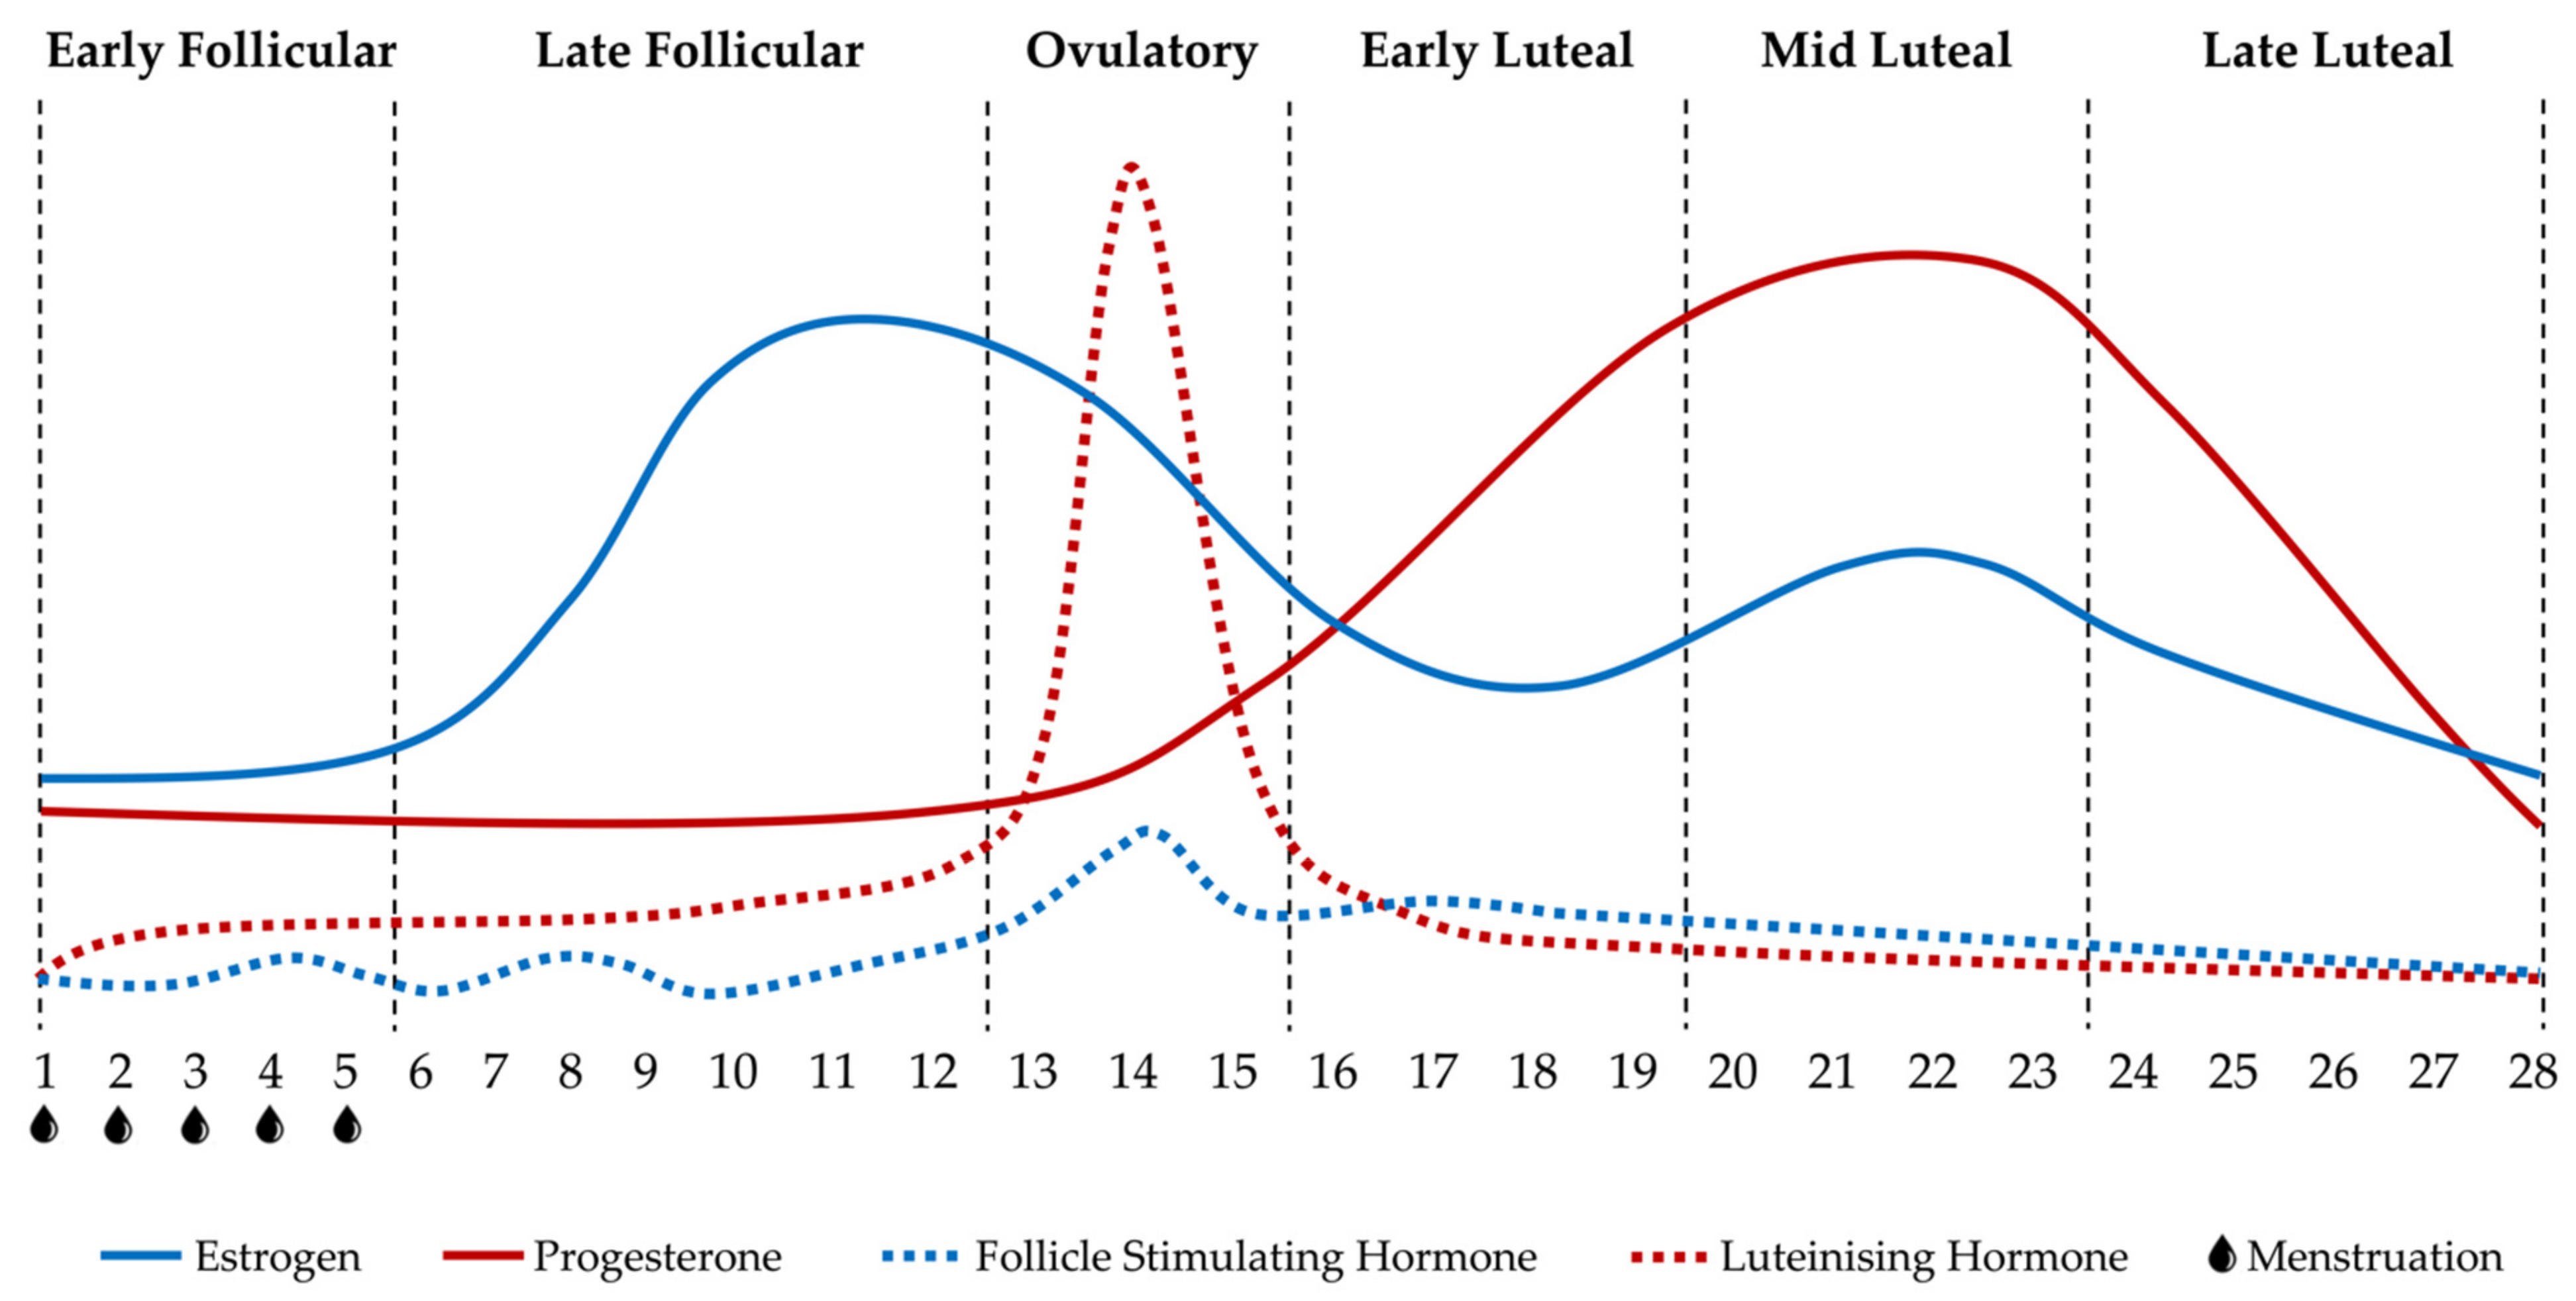 Early Follicular Late Follicular Ovulatory Early Luteal Mid Luteal Late Luteal
1 2 3 4 5 6 7 8 9 10 11 12 13 14 15 16 17 18 19 20 21 22 23 24 25 26 27 28
Estrogen Progesterone Follicle Stimulating Hormone Luteinising Hormone Menstruation